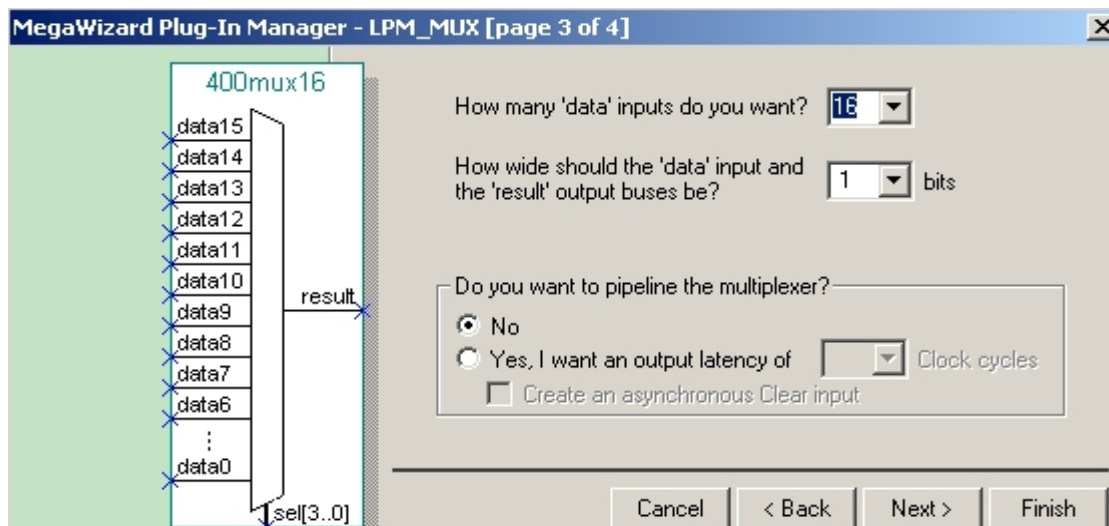 MegaWizard Plug-In Manager - LPM_MUX [page 3 of 4]
400mux16
data15
data14
data13
data12
data11
data10
data9
data8
data7
data6
data0
result
sel[3..0]
How many 'data' inputs do you want? 16
How wide should the 'data' input and
the 'result' output buses be? 1 bits
Do you want to pipeline the multiplexer?
No
Yes, I want an output latency of Clock cycles
Create an asynchronous Clear input
Cancel < Back Next > Finish